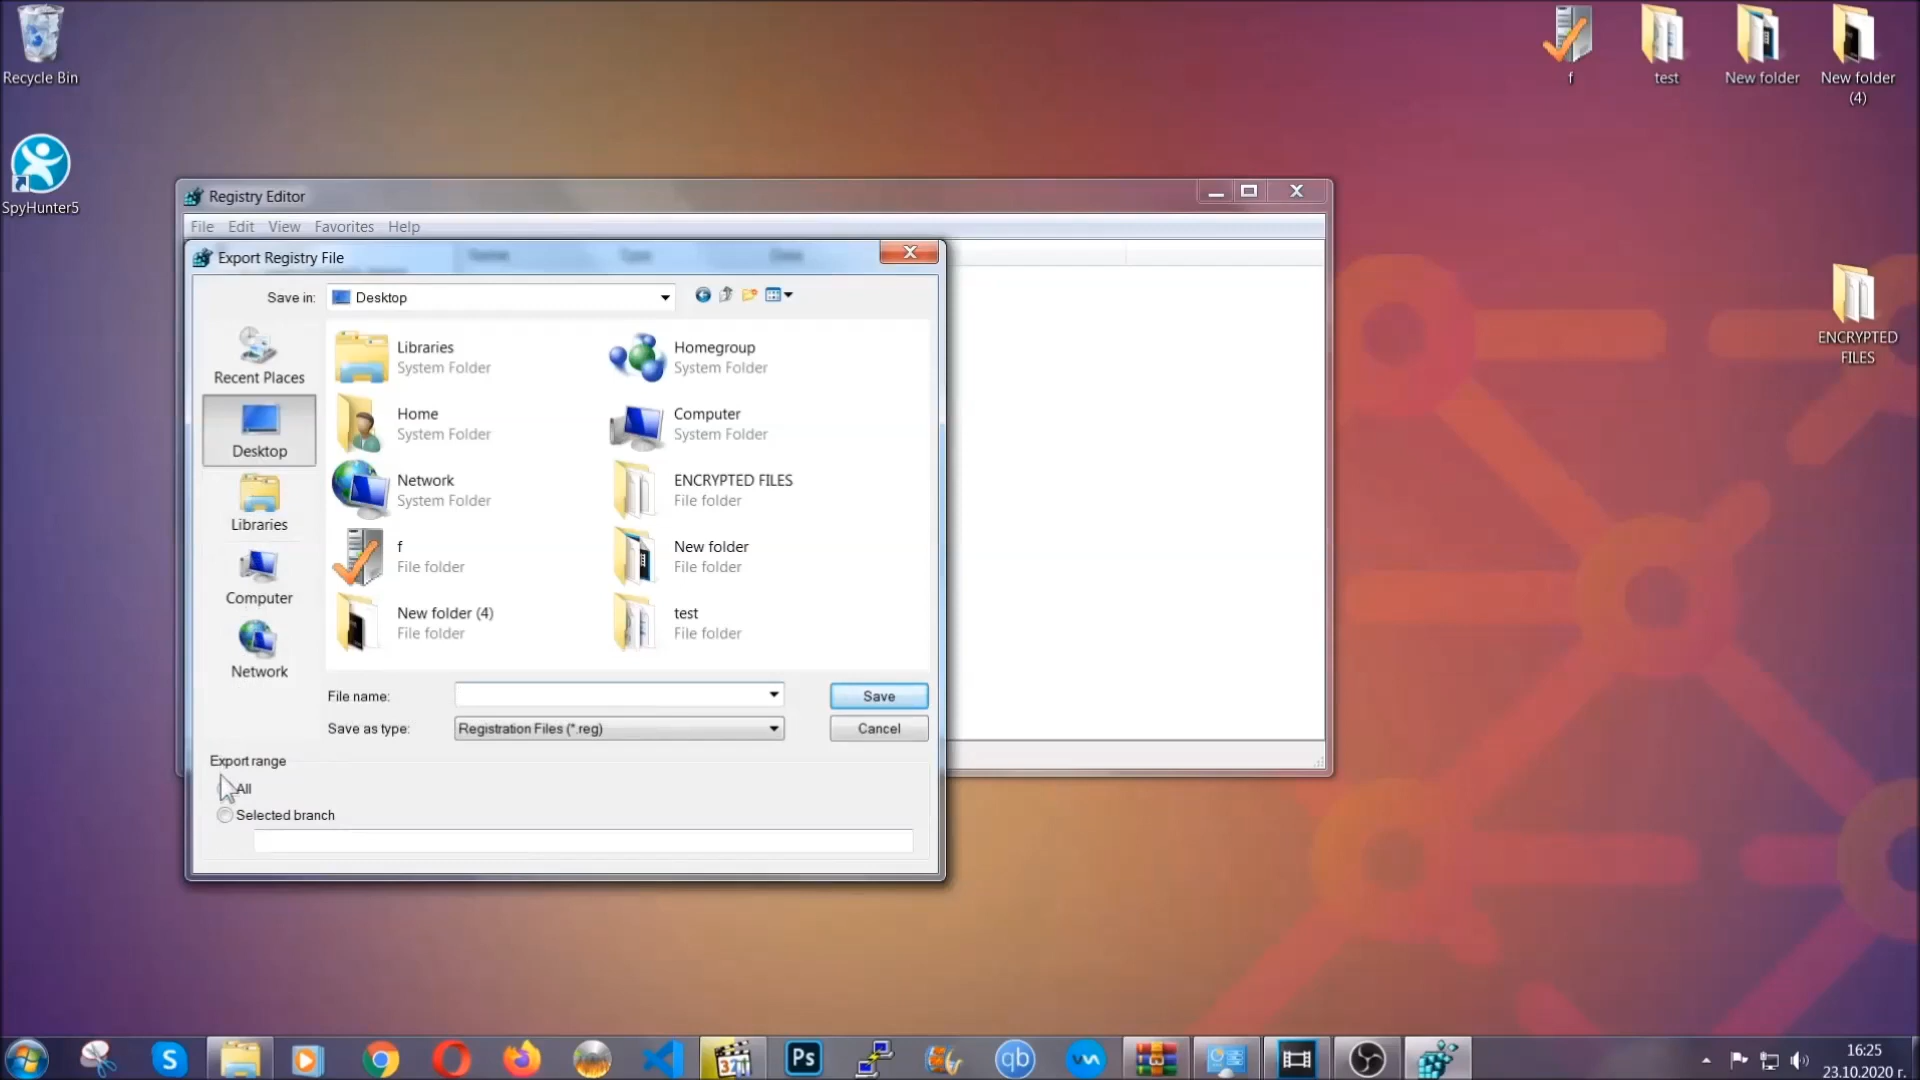 Recycle Bin
SpyHunter5
f
test
New folder
New folder
(4)
ENCRYPTED
FILES
Registry Editor
File Edit View Favorites Help
Export Registry File
Save in:
Desktop
Recent Places
Desktop
Libraries
Computer
Network
Libraries
System Folder
Homegroup
System Folder
Home
System Folder
Computer
System Folder
Network
System Folder
ENCRYPTED FILES
File folder
f
File folder
New folder
File folder
New folder (4)
File folder
test
File folder
File name:
Save
Save as type:
Registration Files (*.reg)
Cancel
Export range
All
Selected branch
S
321
Ps
qb
16:25
23.10.2020 г.